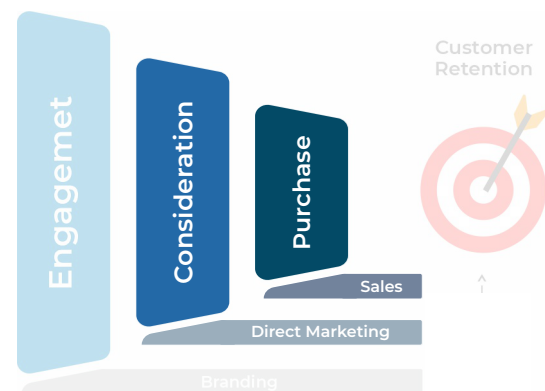 Engagemet
Consideration
Purchase
Customer
Retention
Sales
Direct Marketing
Branding